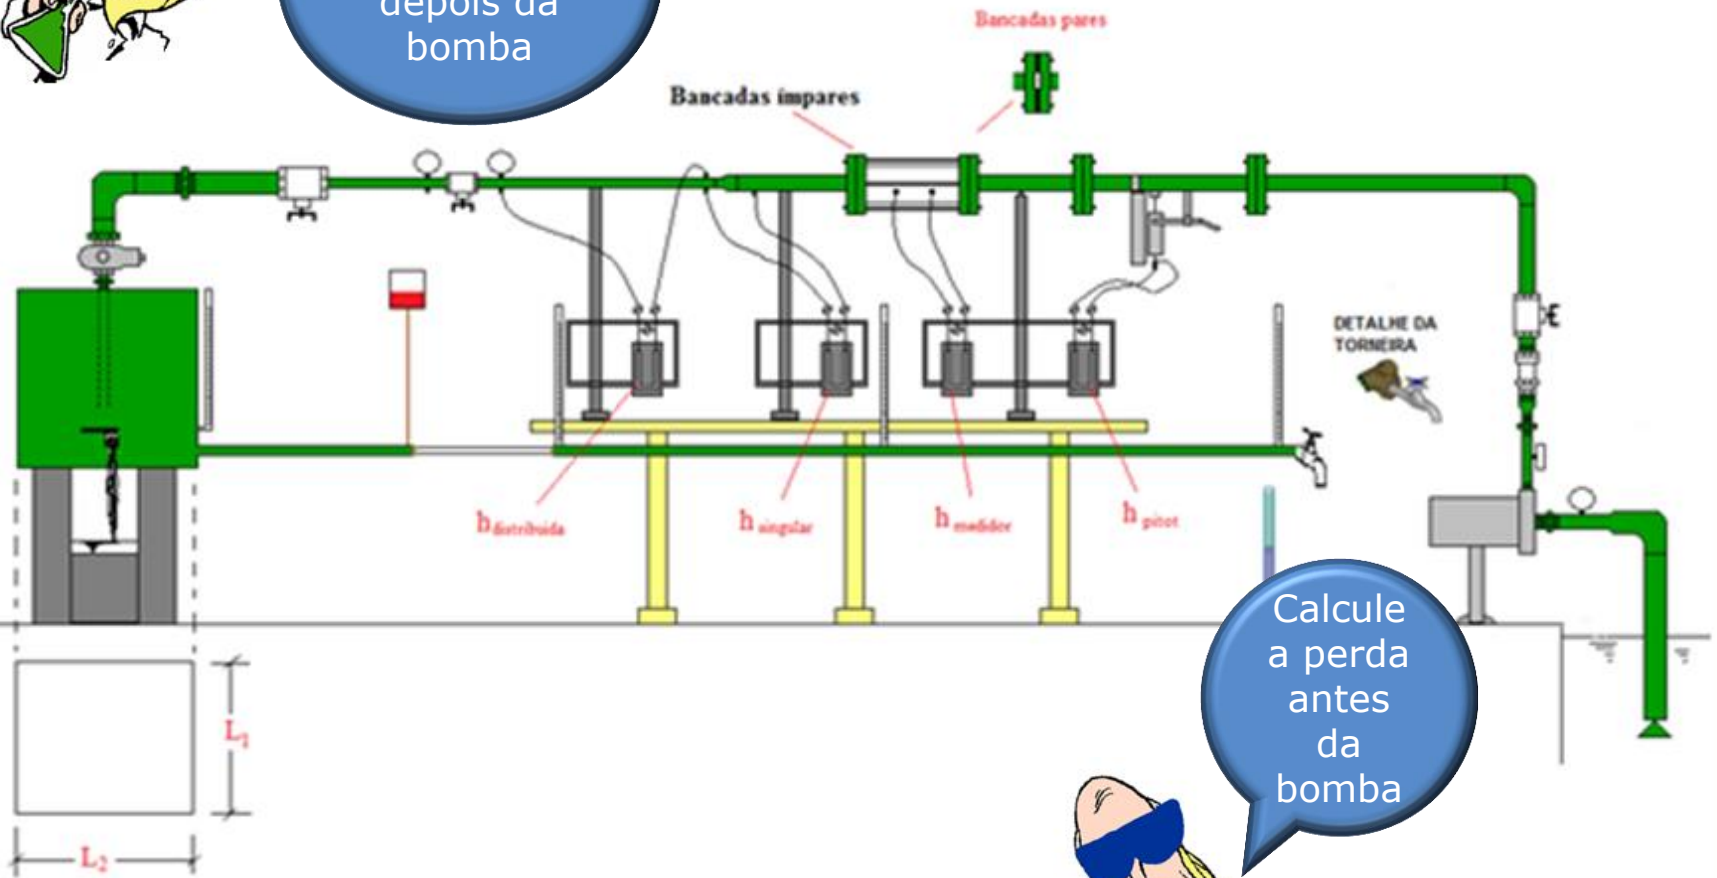 depois da
bomba
Bancadas pares
Bancadas ímpares
DETALHE DA
TORNEIRA
h distribuida
h singular
h medidor
h pitot
Calcule
a perda
antes
da
bomba
L1
L2